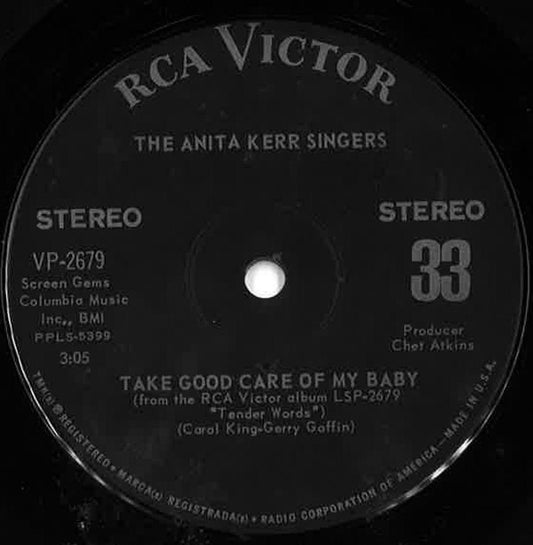 RCA VICTOR
THE ANITA KERR SINGERS
STEREO
STEREO
VP-2679
33
Screen Gems
Columbia Music
Inc., BMI
PPLS-5399
3:05
Producer
Chet Atkins
TAKE GOOD CARE OF MY BABY
(from the RCA Victor album LSP-2679
"Tender Words")
(Carol King-Gerry Goffin)
TMK(s) ® REGISTERED • MARCA(s) REGISTRADA(s) • RADIO CORPORATION OF AMERICA—MADE IN U.S.A.